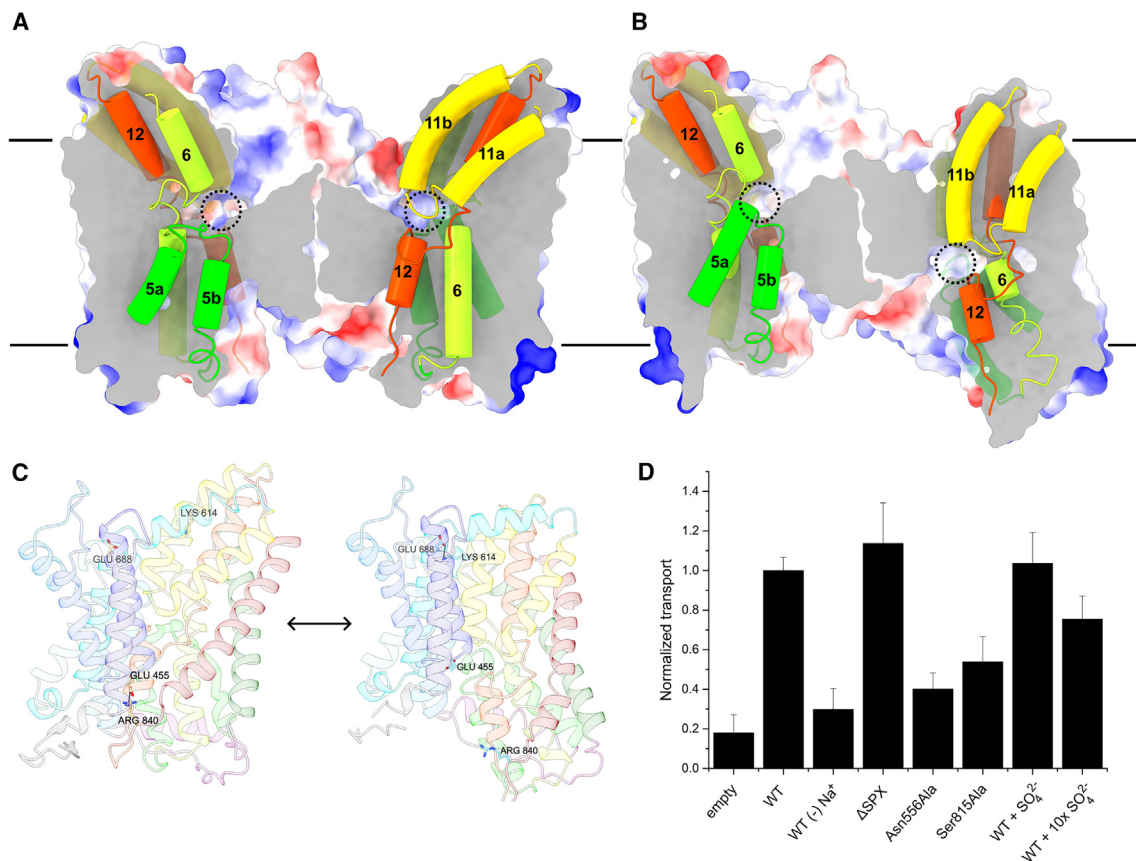 A
B
12
6
11b
11a
5a
5b
12
6
12
6
11b
11a
5a
5b
6
12
C
D
LYS 614
GLU 688
GLU 455
ARG 840
GLU 688
LYS 614
GLU 455
ARG 840
Normalized transport
1.4
1.2
1.0
0.8
0.6
0.4
0.2
0.0
empty
WT
WT (-) Na⁺
ΔSPX
Asn556Ala
Ser815Ala
WT + SO₄²⁻
WT + 10x SO₄²⁻